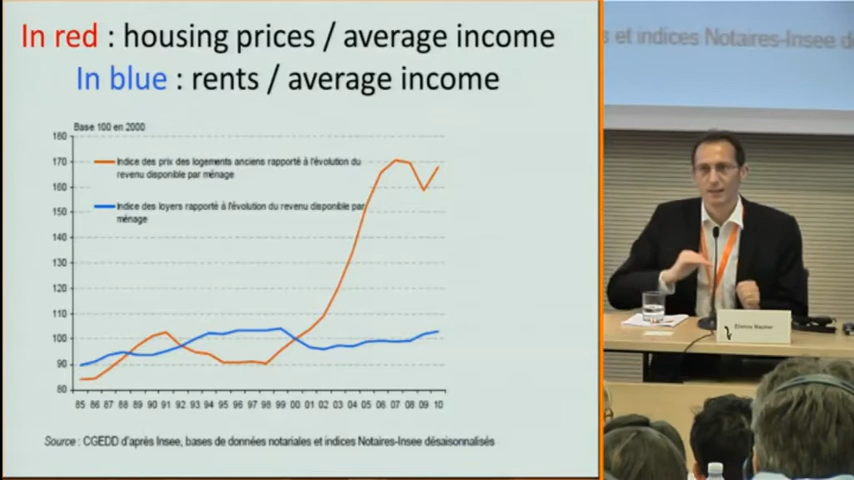 In red : housing prices / average income
In blue : rents / average income
Base 100 en 2000
180
170
160
150
140
130
120
110
100
90
80
Indice des prix des logements anciens rapporté à l'évolution du
revenu disponible par ménage
Indice des loyers rapporté à l'évolution du revenu disponible par
ménage
85 86 87 88 89 90 91 92 93 94 95 96 97 98 99 00 01 02 03 04 05 06 07 08 09 10
Source : CGEDD d'après Insee, bases de données notariales et indices Notaires-Insee désaisonnalisés
s et indices Notaires-Insee dé
Etienne Wasmer